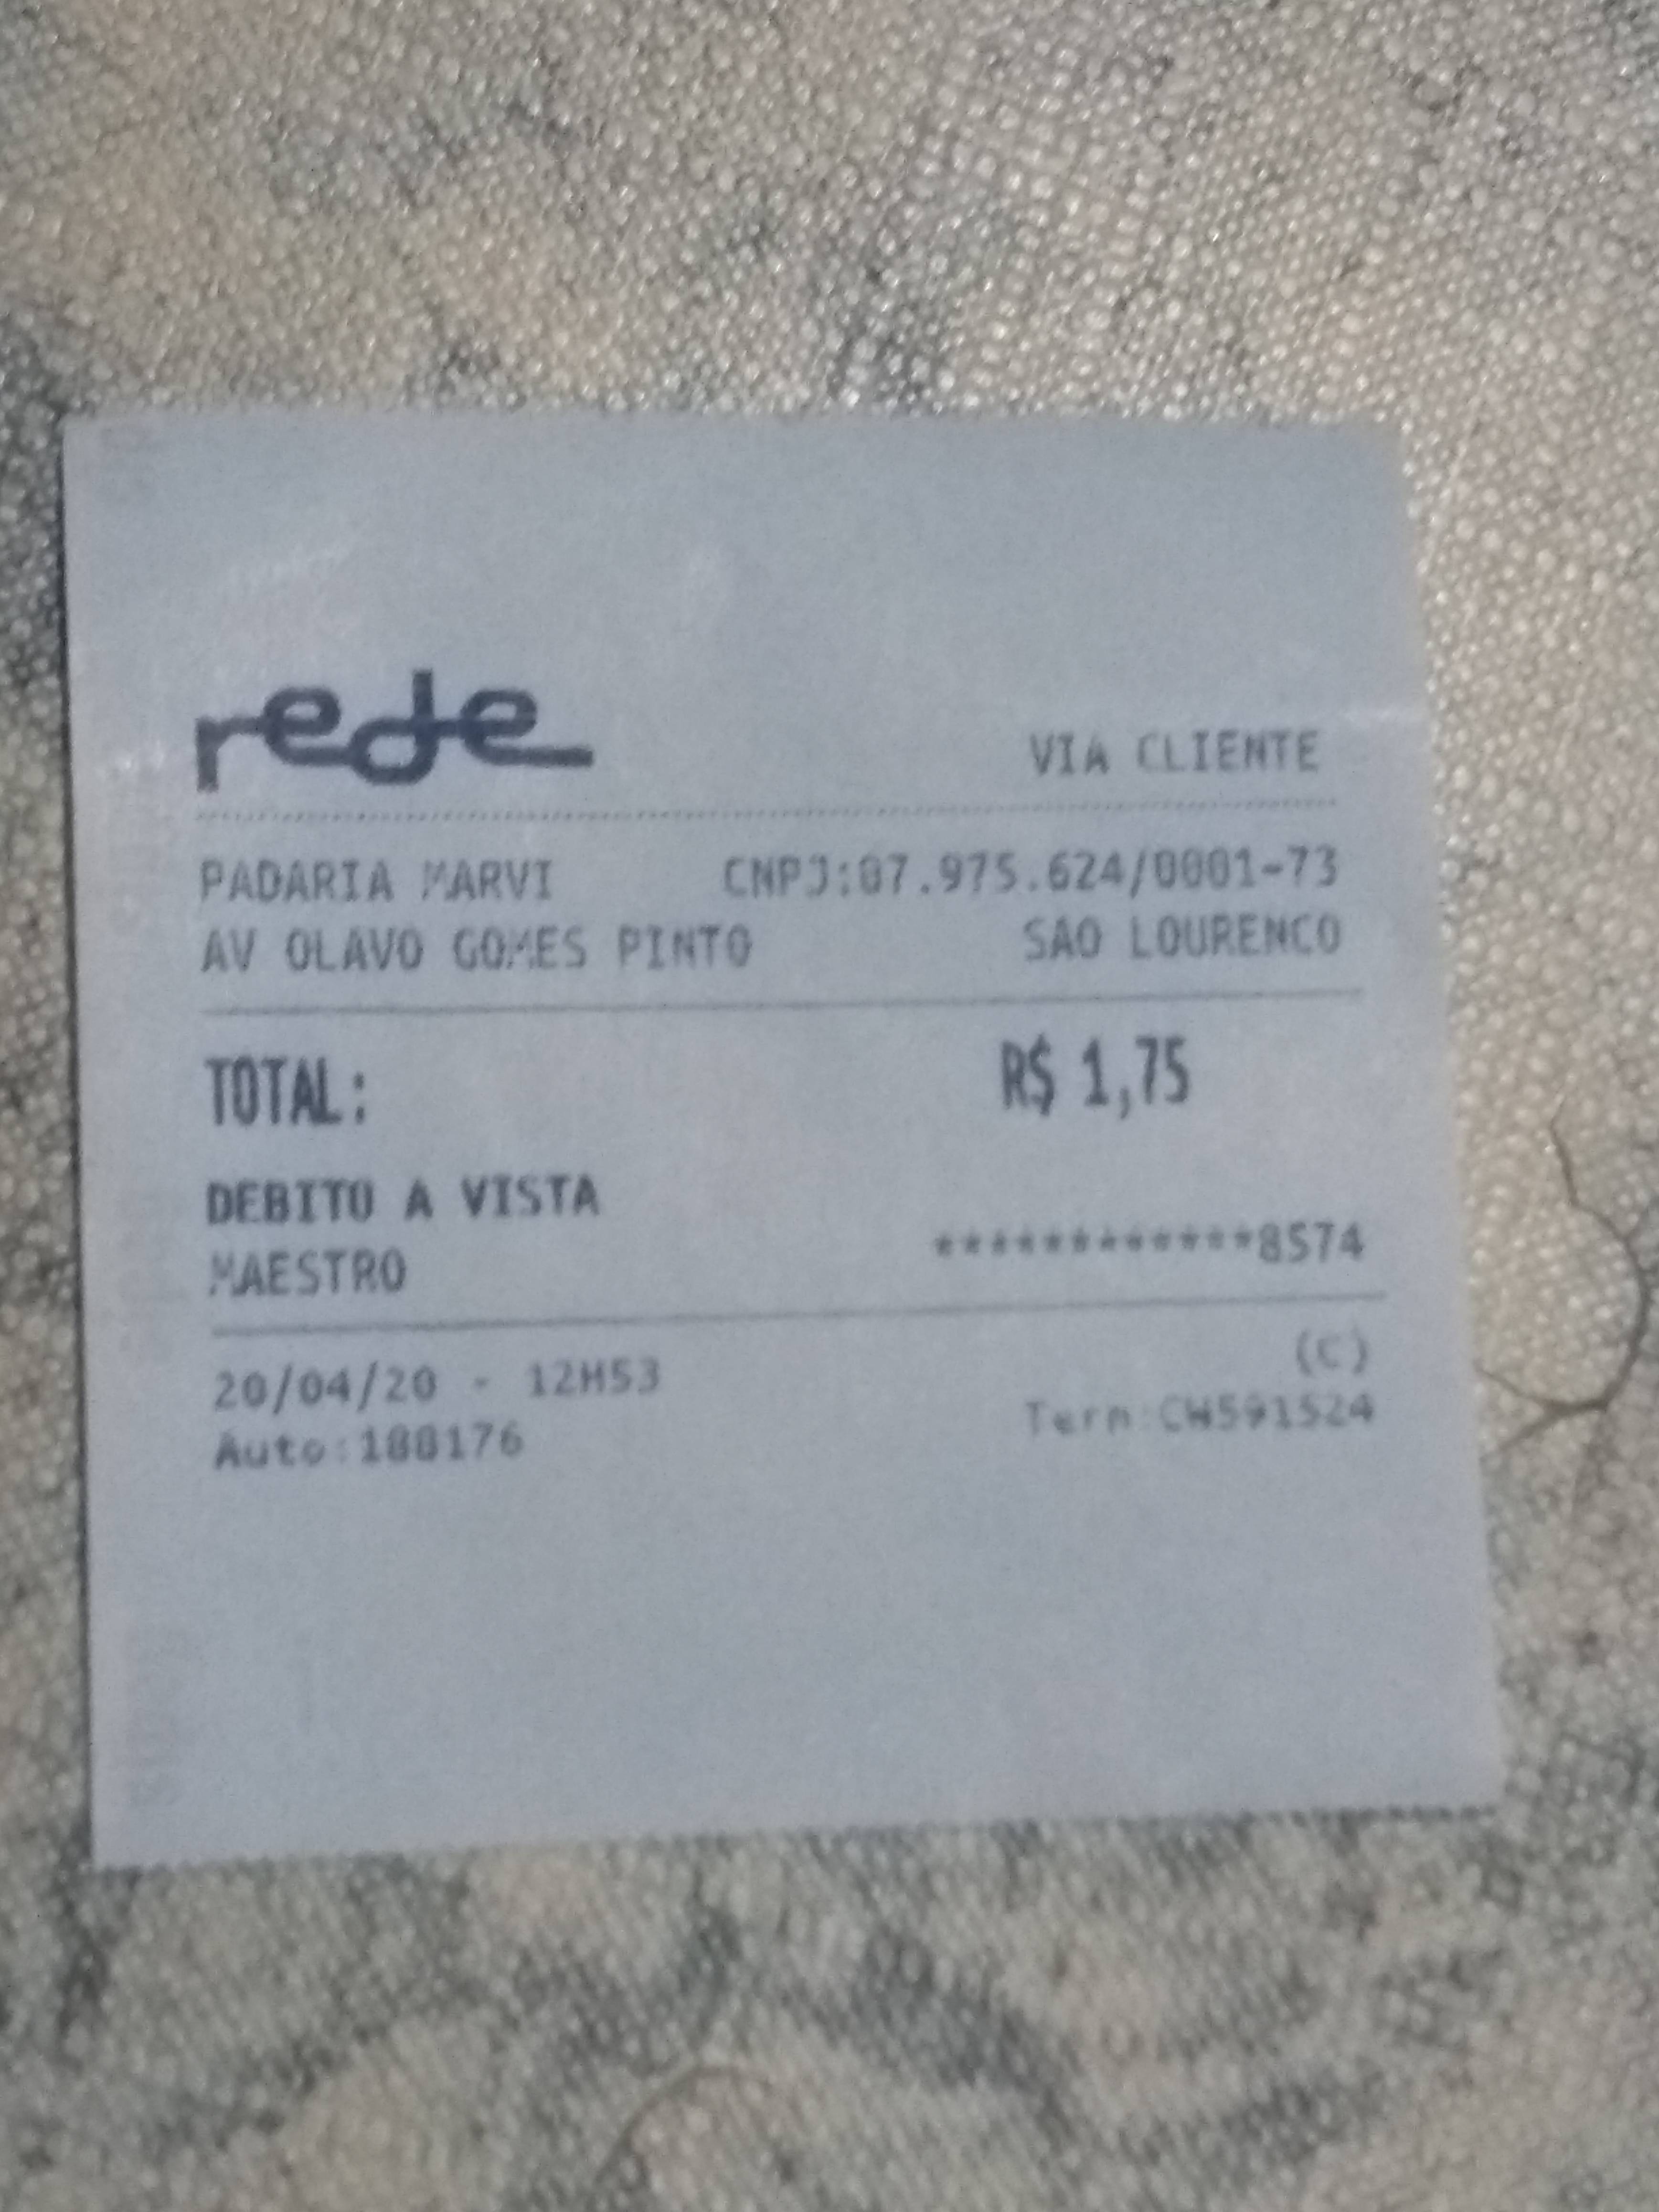 rede VIA CLIENTE
PADARIA MARVI CNPJ:07.975.624/0001-73
AV OLAVO GOMES PINTO SAO LOURENCO
TOTAL: R$ 1,75
DEBITO A VISTA
MAESTRO ************8574
20/04/20 - 12H53 (C)
Auto:188176 Term:CW591524